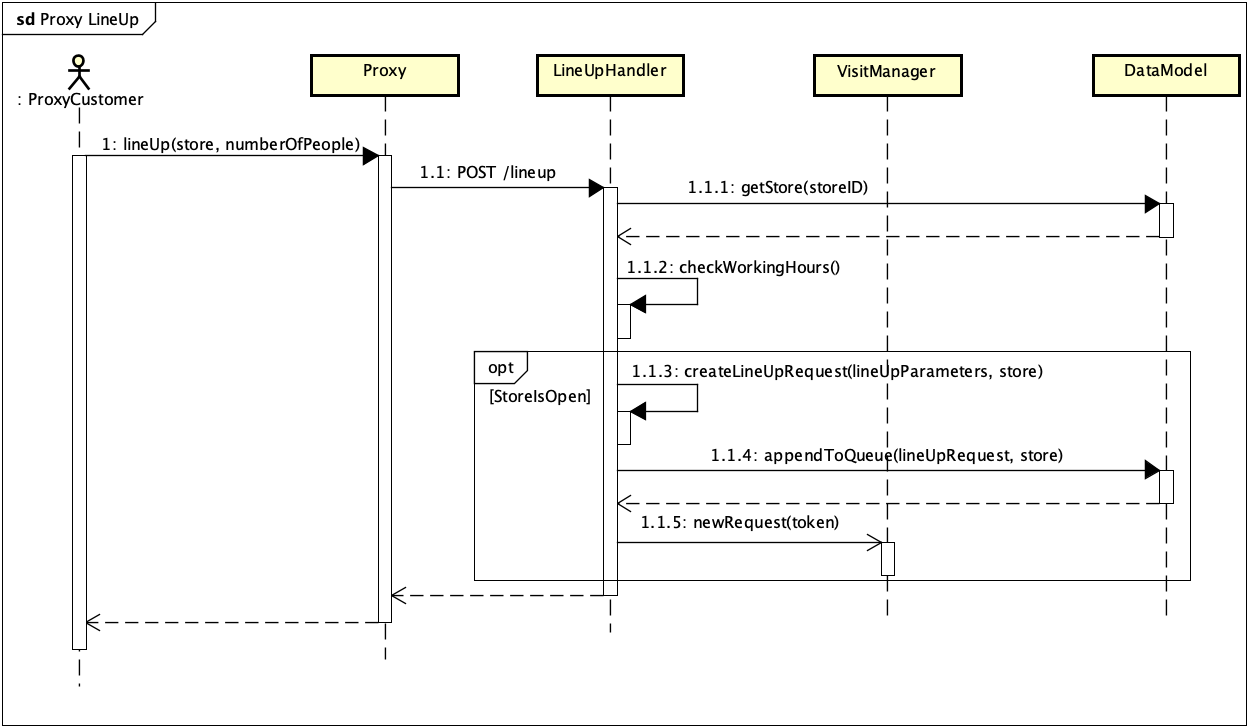 sd Proxy LineUp
: ProxyCustomer
Proxy
LineUpHandler
VisitManager
DataModel
1: lineUp(store, numberOfPeople)
1.1: POST /lineup
1.1.1: getStore(storeID)
1.1.2: checkWorkingHours()
opt
[StoreIsOpen]
1.1.3: createLineUpRequest(lineUpParameters, store)
1.1.4: appendToQueue(lineUpRequest, store)
1.1.5: newRequest(token)